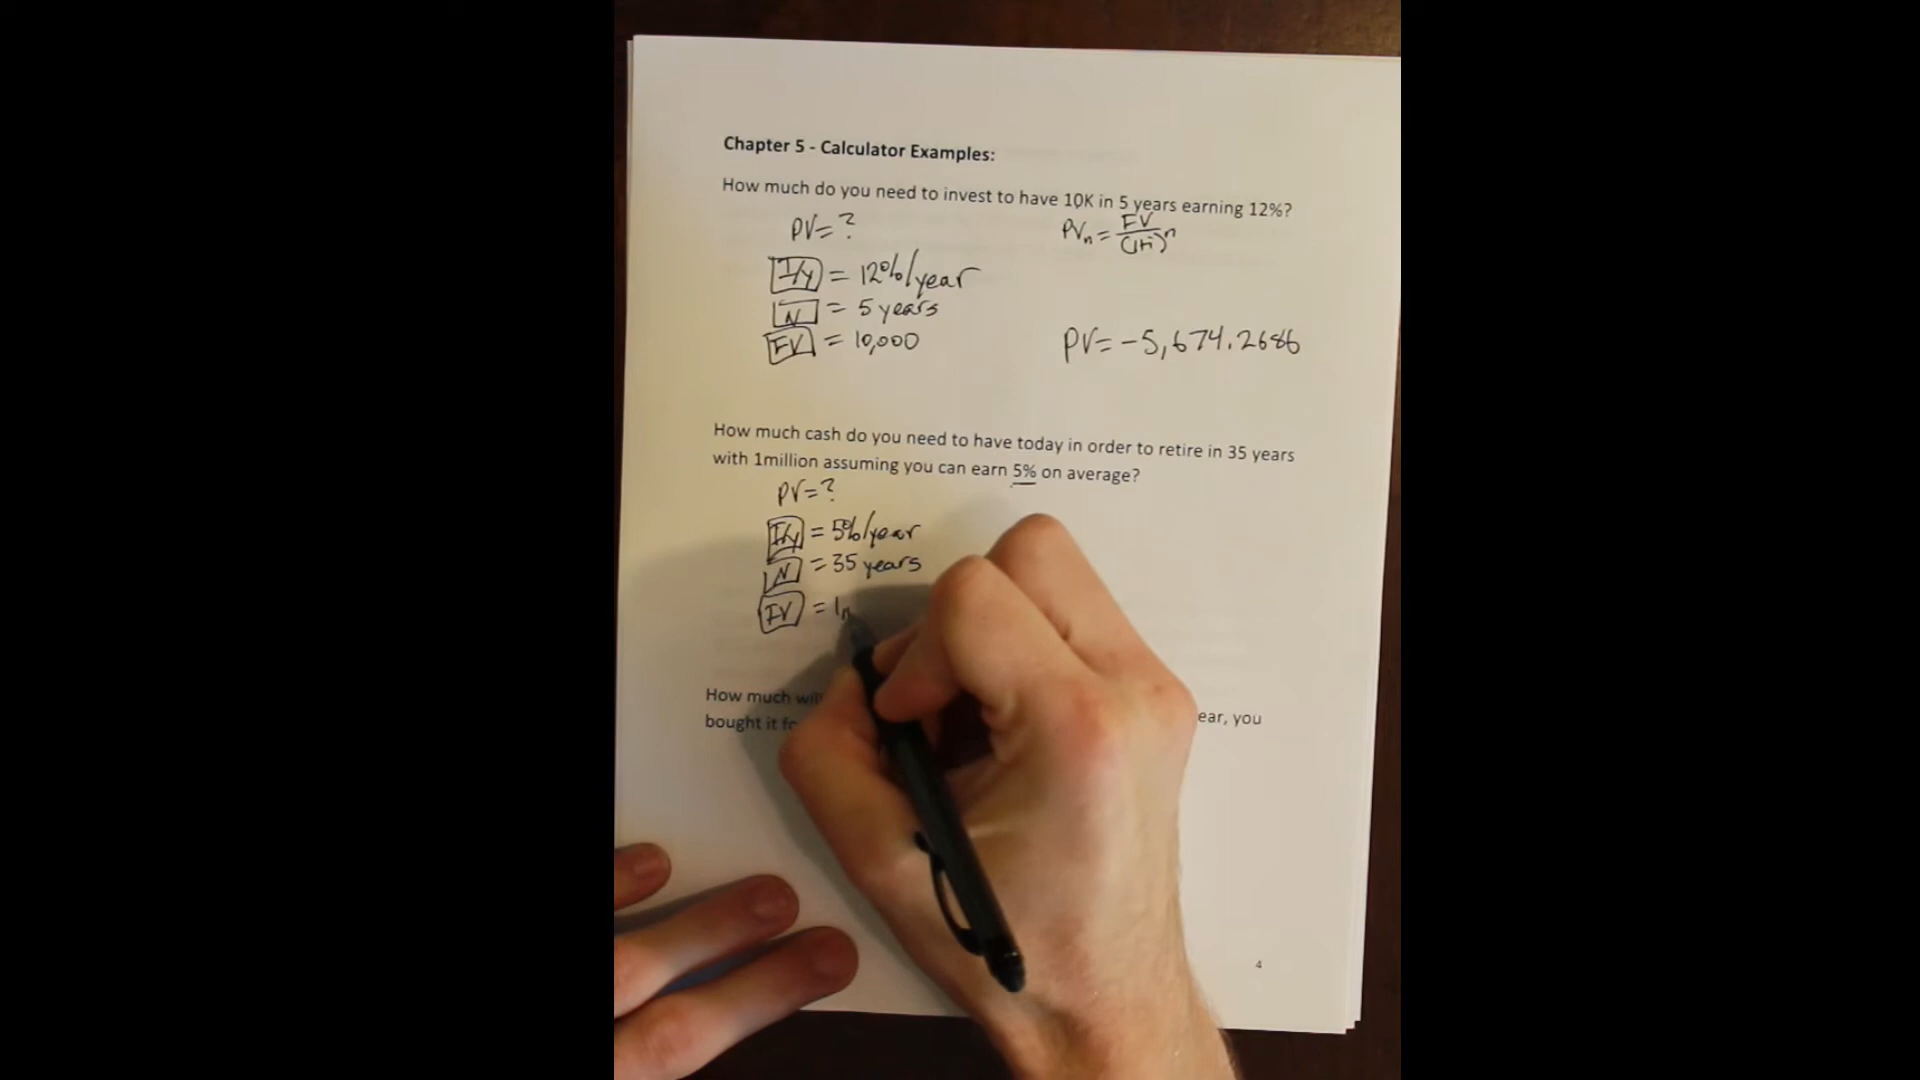 Chapter 5 - Calculator Examples:
How much do you need to invest to have 10K in 5 years earning 12%?
PV = ?
PVn = FV/(1+i)^n
I/y = 12%/year
N = 5 years
FV = 10,000
PV = -5,674.2686
How much cash do you need to have today in order to retire in 35 years
with 1million assuming you can earn 5% on average?
PV = ?
I/y = 5%/year
N = 35 years
FV = 1
How much
ear, you
bought it
4